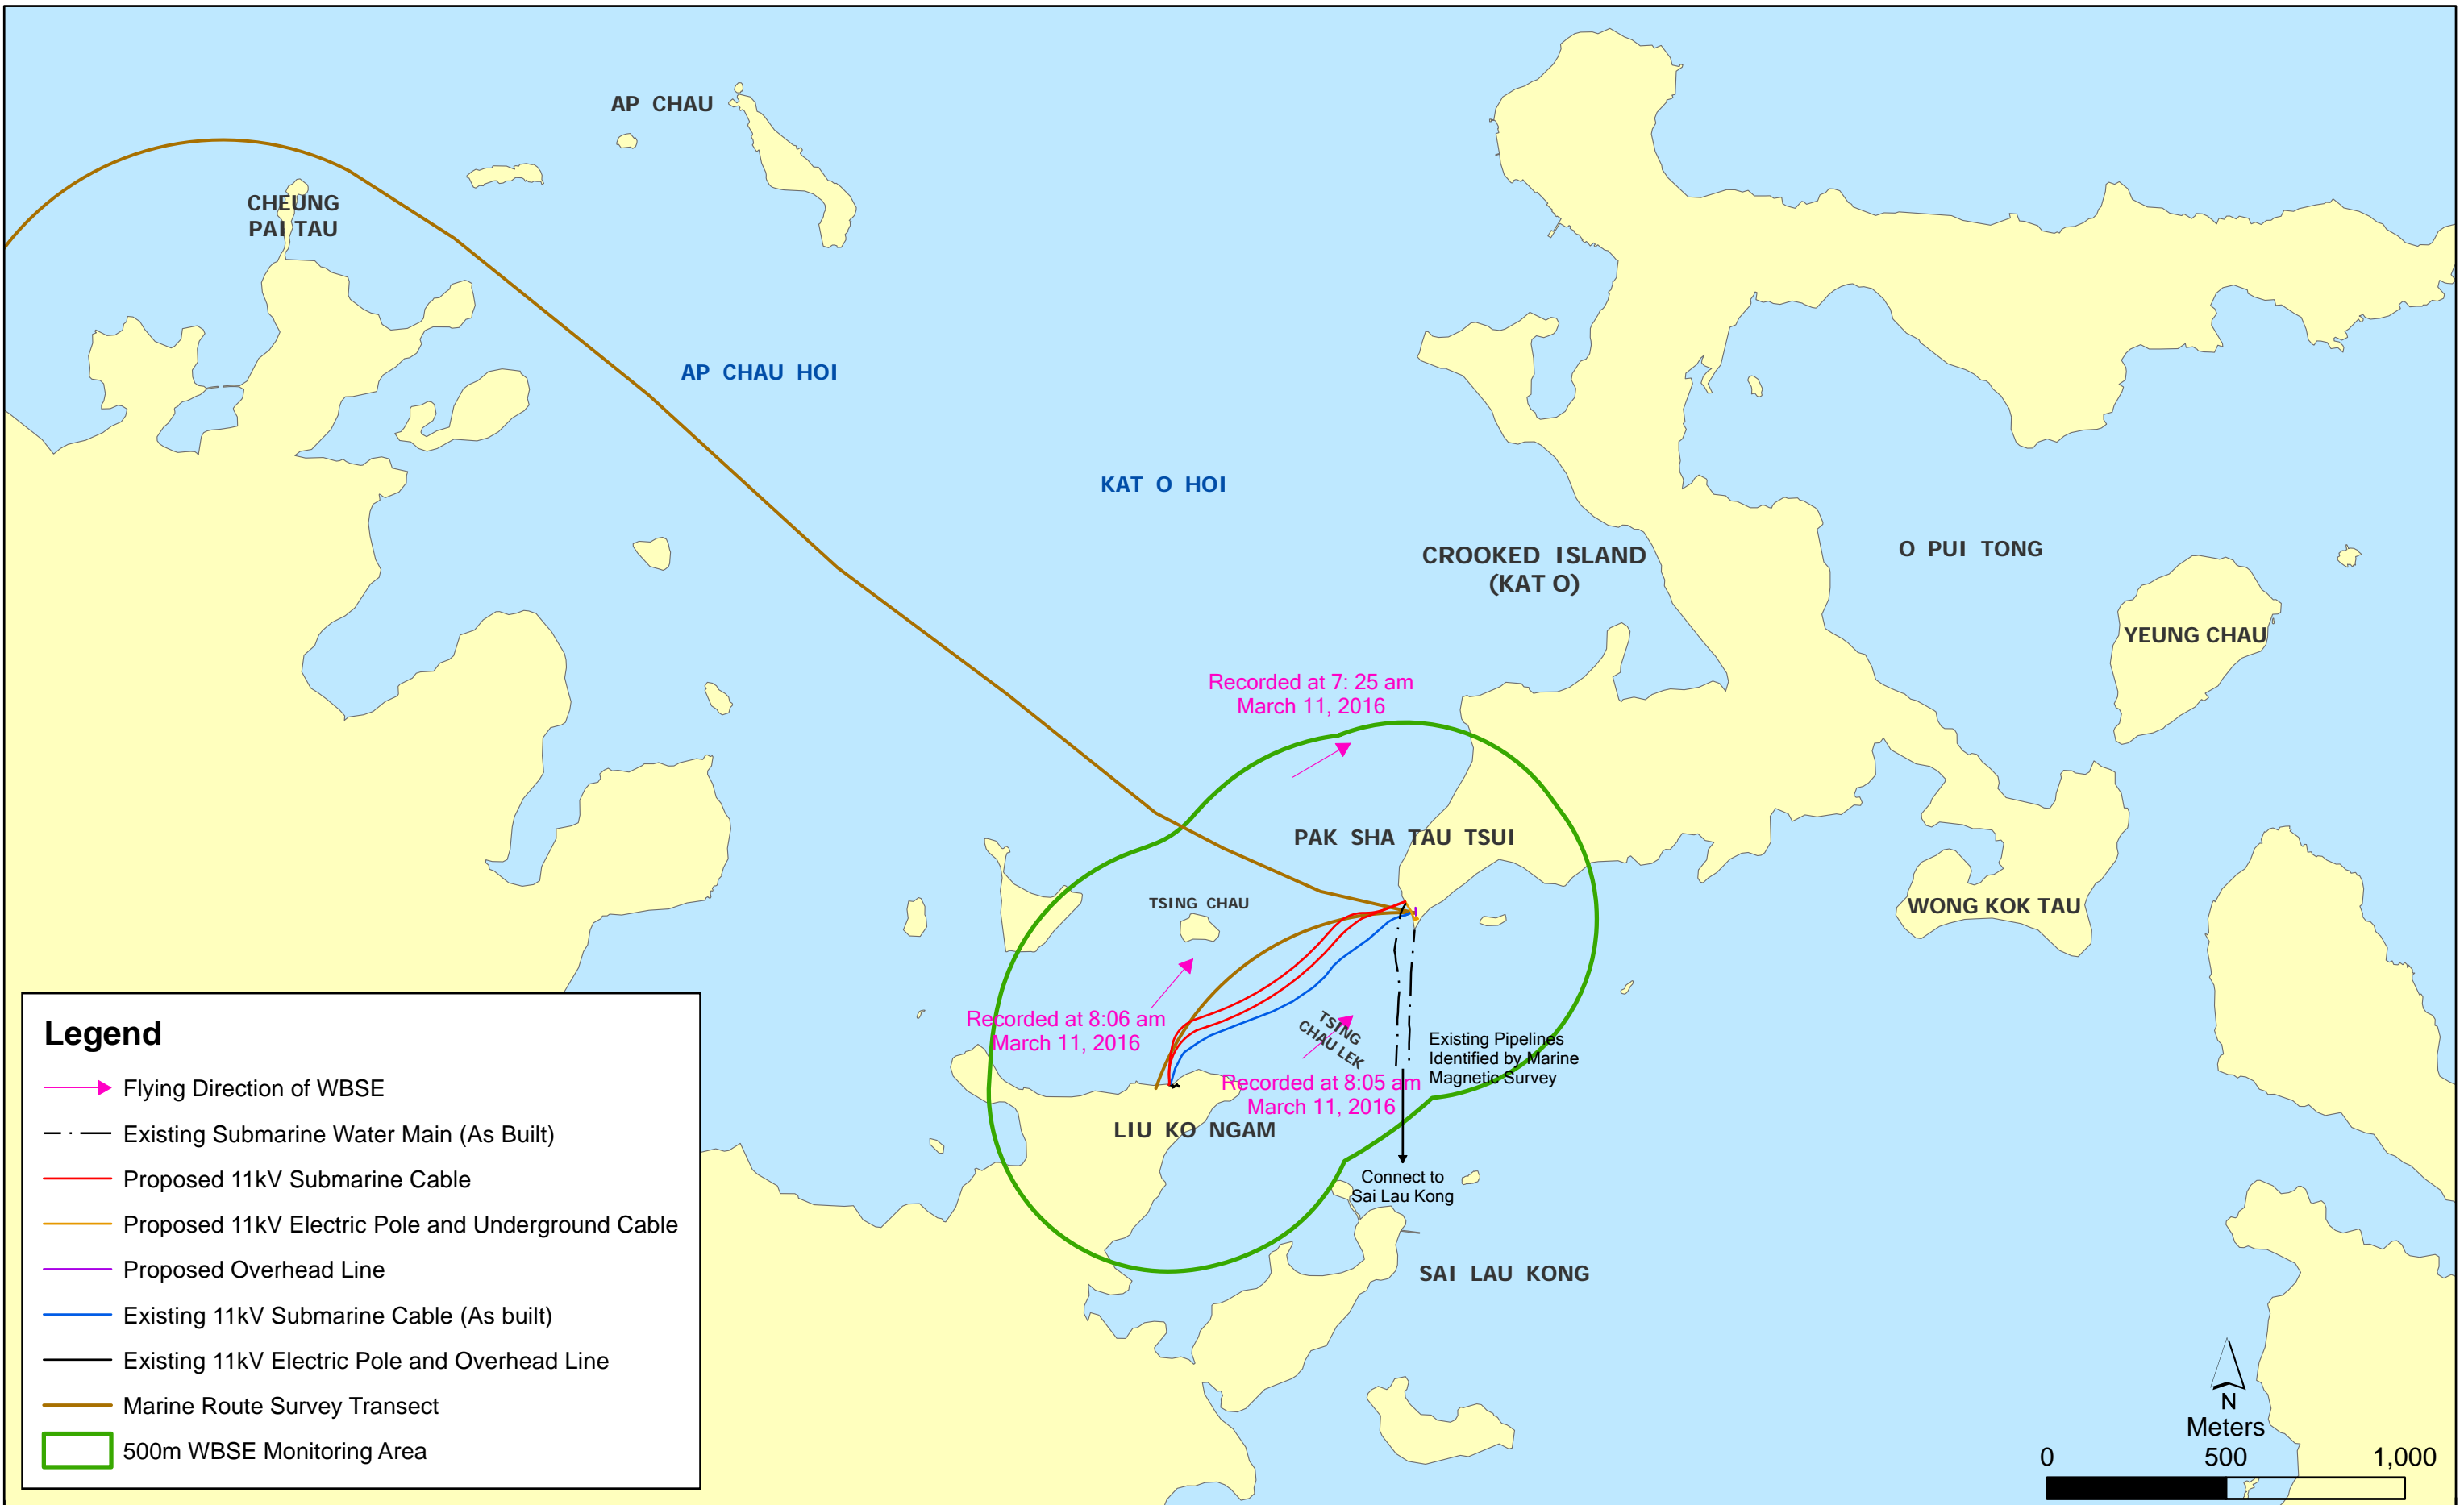 AP CHAU
CHEUNG
PAI TAU
AP CHAU HOI
KAT O HOI
CROOKED ISLAND
(KAT O)
O PUI TONG
YEUNG CHAU
Recorded at 7: 25 am
March 11, 2016
PAK SHA TAU TSUI
TSING CHAU
WONG KOK TAU
Recorded at 8:06 am
March 11, 2016
TSING
CHAU LEK
Existing Pipelines
Identified by Marine
Magnetic Survey
Recorded at 8:05 am
March 11, 2016
LIU KO NGAM
Connect to
Sai Lau Kong
SAI LAU KONG
Legend
Flying Direction of WBSE
Existing Submarine Water Main (As Built)
Proposed 11kV Submarine Cable
Proposed 11kV Electric Pole and Underground Cable
Proposed Overhead Line
Existing 11kV Submarine Cable (As built)
Existing 11kV Electric Pole and Overhead Line
Marine Route Survey Transect
500m WBSE Monitoring Area
N
Meters
0 500 1,000